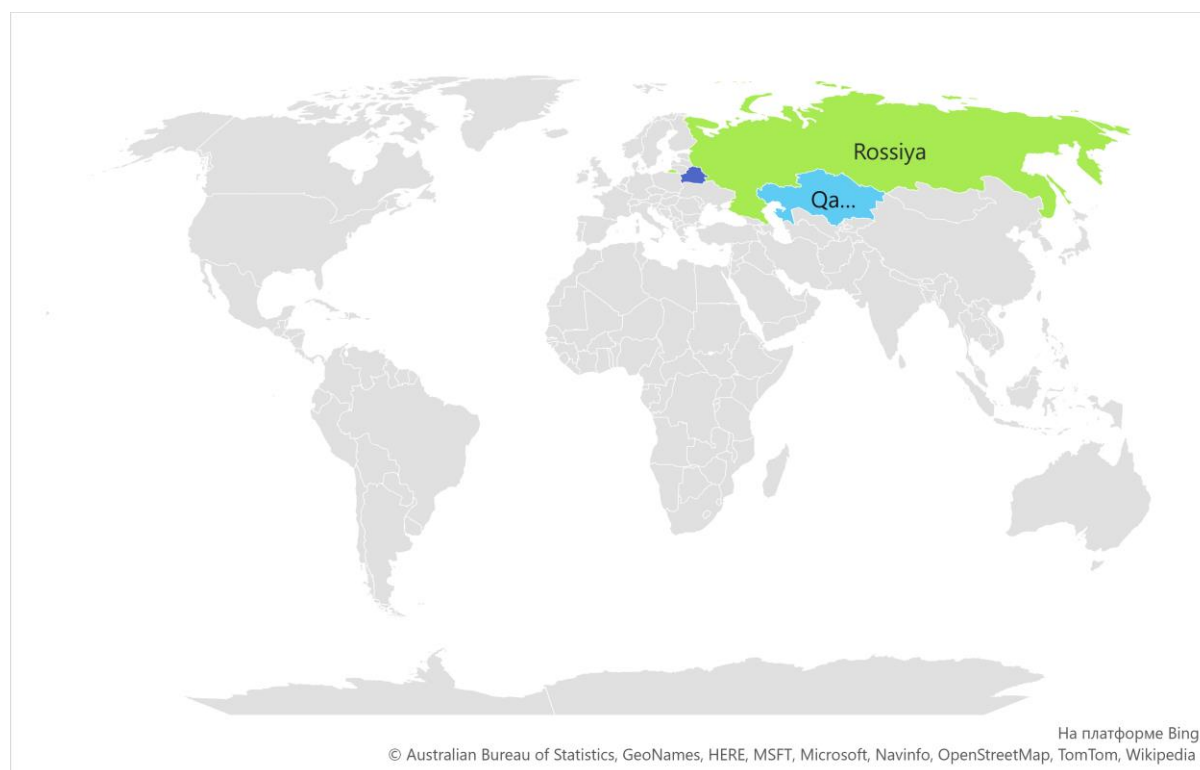 Rossiya
Qa...
На платформе Bing
© Australian Bureau of Statistics, GeoNames, HERE, MSFT, Microsoft, Navinfo, OpenStreetMap, TomTom, Wikipedia